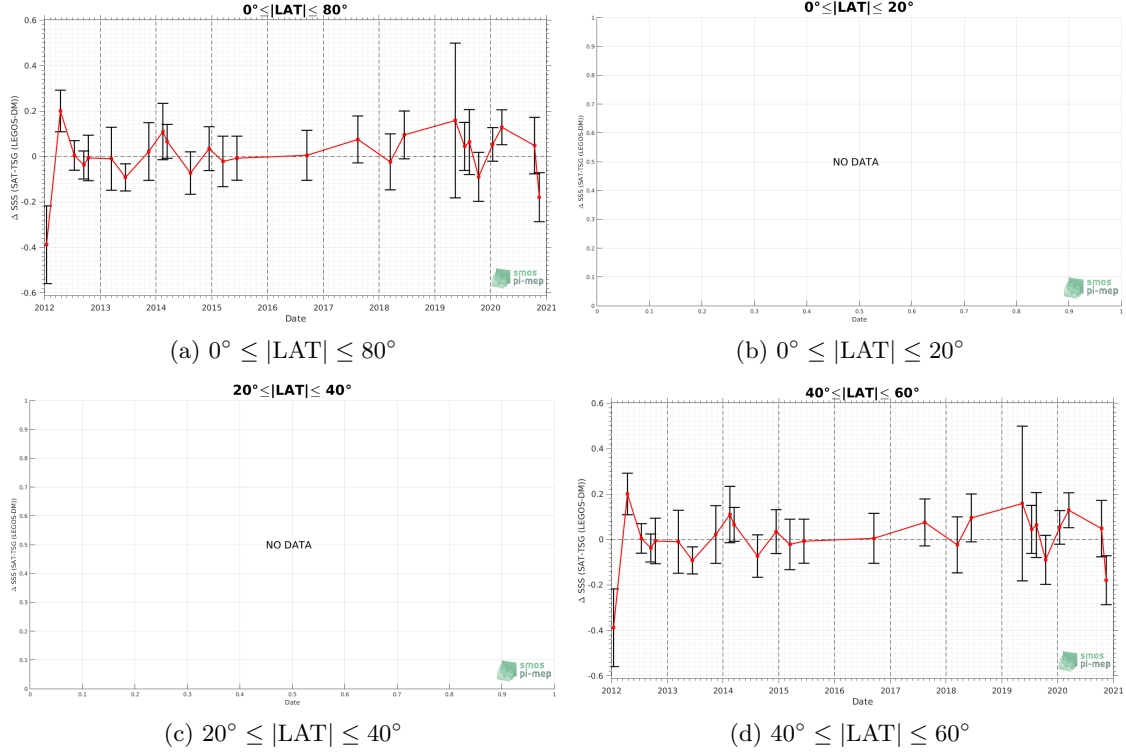 0°≤|LAT|≤ 80°
Δ SSS (SAT-TSG (LEGOS-DM))
0.6
0.4
0.2
0
-0.2
-0.4
-0.6
2012 2013 2014 2015 2016 2017 2018 2019 2020 2021
Date
smos
pi-mep
(a) 0° ≤ |LAT| ≤ 80°
0°≤|LAT|≤ 20°
Δ SSS (SAT-TSG (LEGOS-DM))
1
0.9
0.8
0.7
0.6
0.5
0.4
0.3
0.2
0.1
0
NO DATA
0 0.1 0.2 0.3 0.4 0.5 0.6 0.7 0.8 0.9 1
Date
smos
pi-mep
(b) 0° ≤ |LAT| ≤ 20°
20°≤|LAT|≤ 40°
Δ SSS (SAT-TSG (LEGOS-DM))
1
0.9
0.8
0.7
0.6
0.5
0.4
0.3
0.2
0.1
0
NO DATA
0 0.1 0.2 0.3 0.4 0.5 0.6 0.7 0.8 0.9 1
Date
smos
pi-mep
(c) 20° ≤ |LAT| ≤ 40°
40°≤|LAT|≤ 60°
Δ SSS (SAT-TSG (LEGOS-DM))
0.6
0.4
0.2
0
-0.2
-0.4
-0.6
2012 2013 2014 2015 2016 2017 2018 2019 2020 2021
Date
smos
pi-mep
(d) 40° ≤ |LAT| ≤ 60°